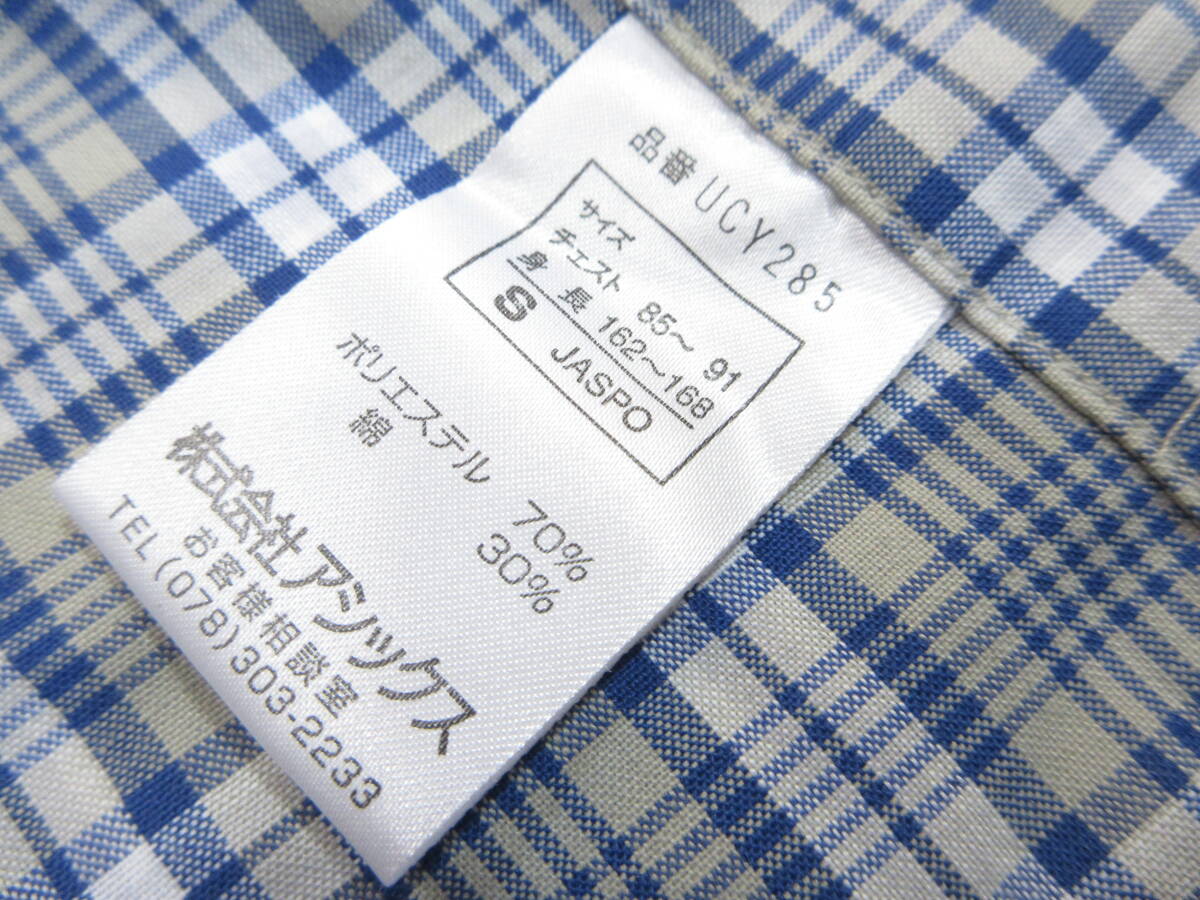 品番 UCY285
サイズ
チェスト 85～ 91
身 長 162～168
S JASPO
ポリエステル 70%
綿 30%
株式会社アシックス
お客様相談室
TEL(078)303-2233